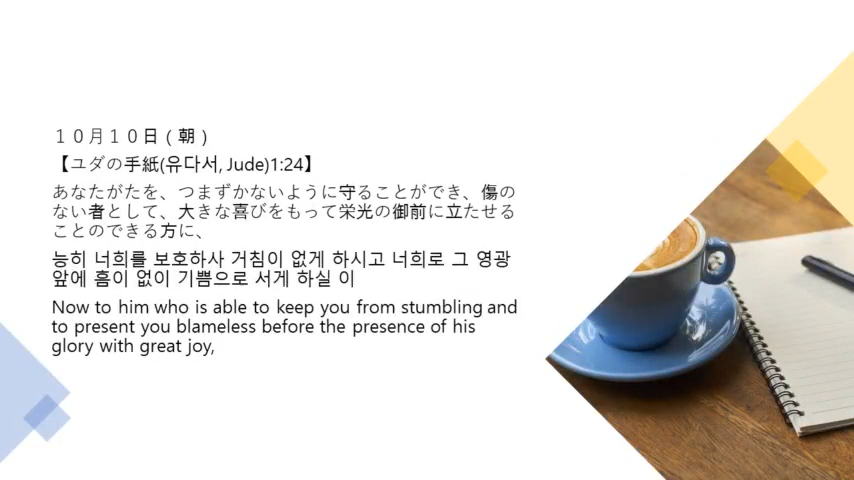 １０月１０日（朝）
【ユダの手紙(유다서, Jude)1:24】
あなたがたを、つまずかないように守ることができ、傷の
ない者として、大きな喜びをもって栄光の御前に立たせる
ことのできる方に、
능히 너희를 보호하사 거침이 없게 하시고 너희로 그 영광
앞에 흠이 없이 기쁨으로 서게 하실 이
Now to him who is able to keep you from stumbling and
to present you blameless before the presence of his
glory with great joy,